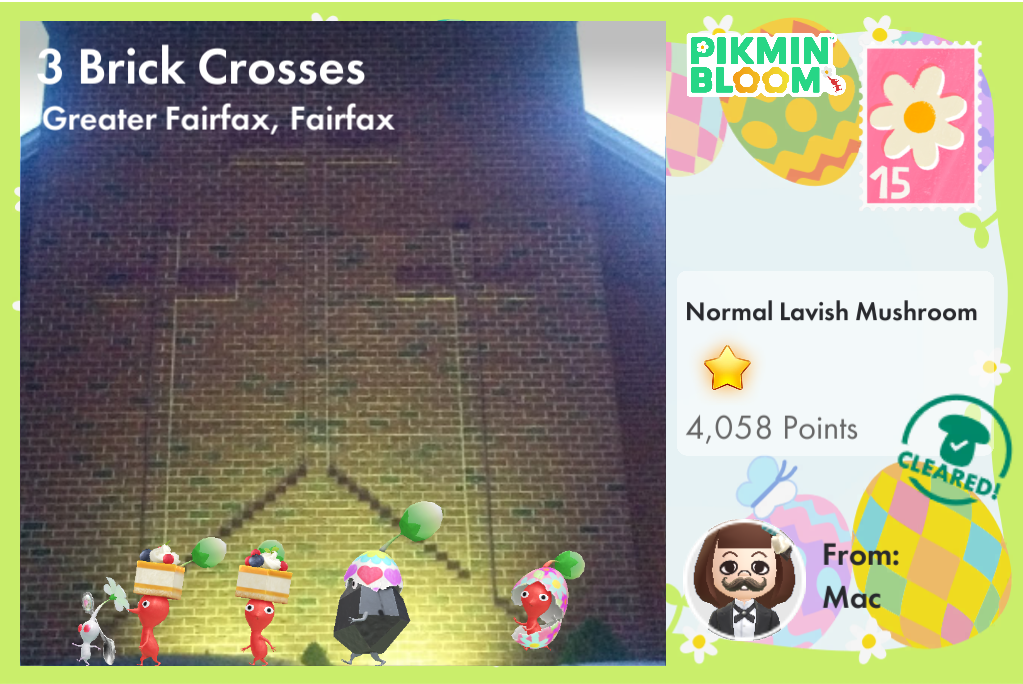 3 Brick Crosses
Greater Fairfax, Fairfax
PIKMIN
BLOOM
15
Normal Lavish Mushroom
4,058 Points
CLEARED!
From:
Mac